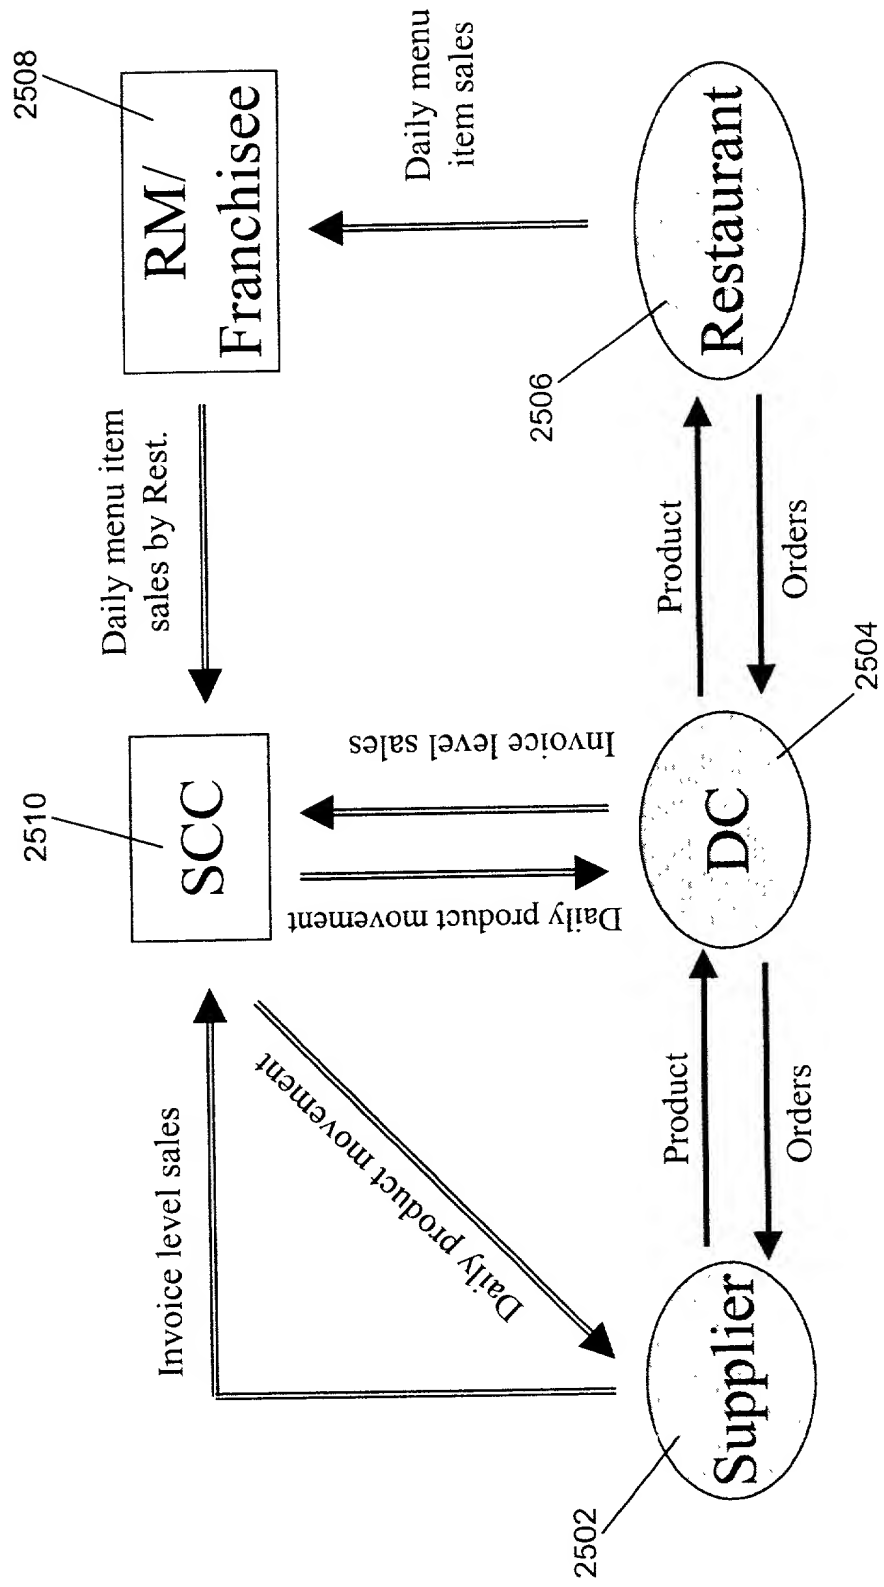 2510
SCC
2508
RM/
Franchisee
Invoice level sales
Daily menu item
sales by Rest.
Daily product movement
Daily product movement
Invoice level sales
Daily menu
item sales
2502
Supplier
Product
Orders
DC
2504
Product
Orders
2506
Restaurant